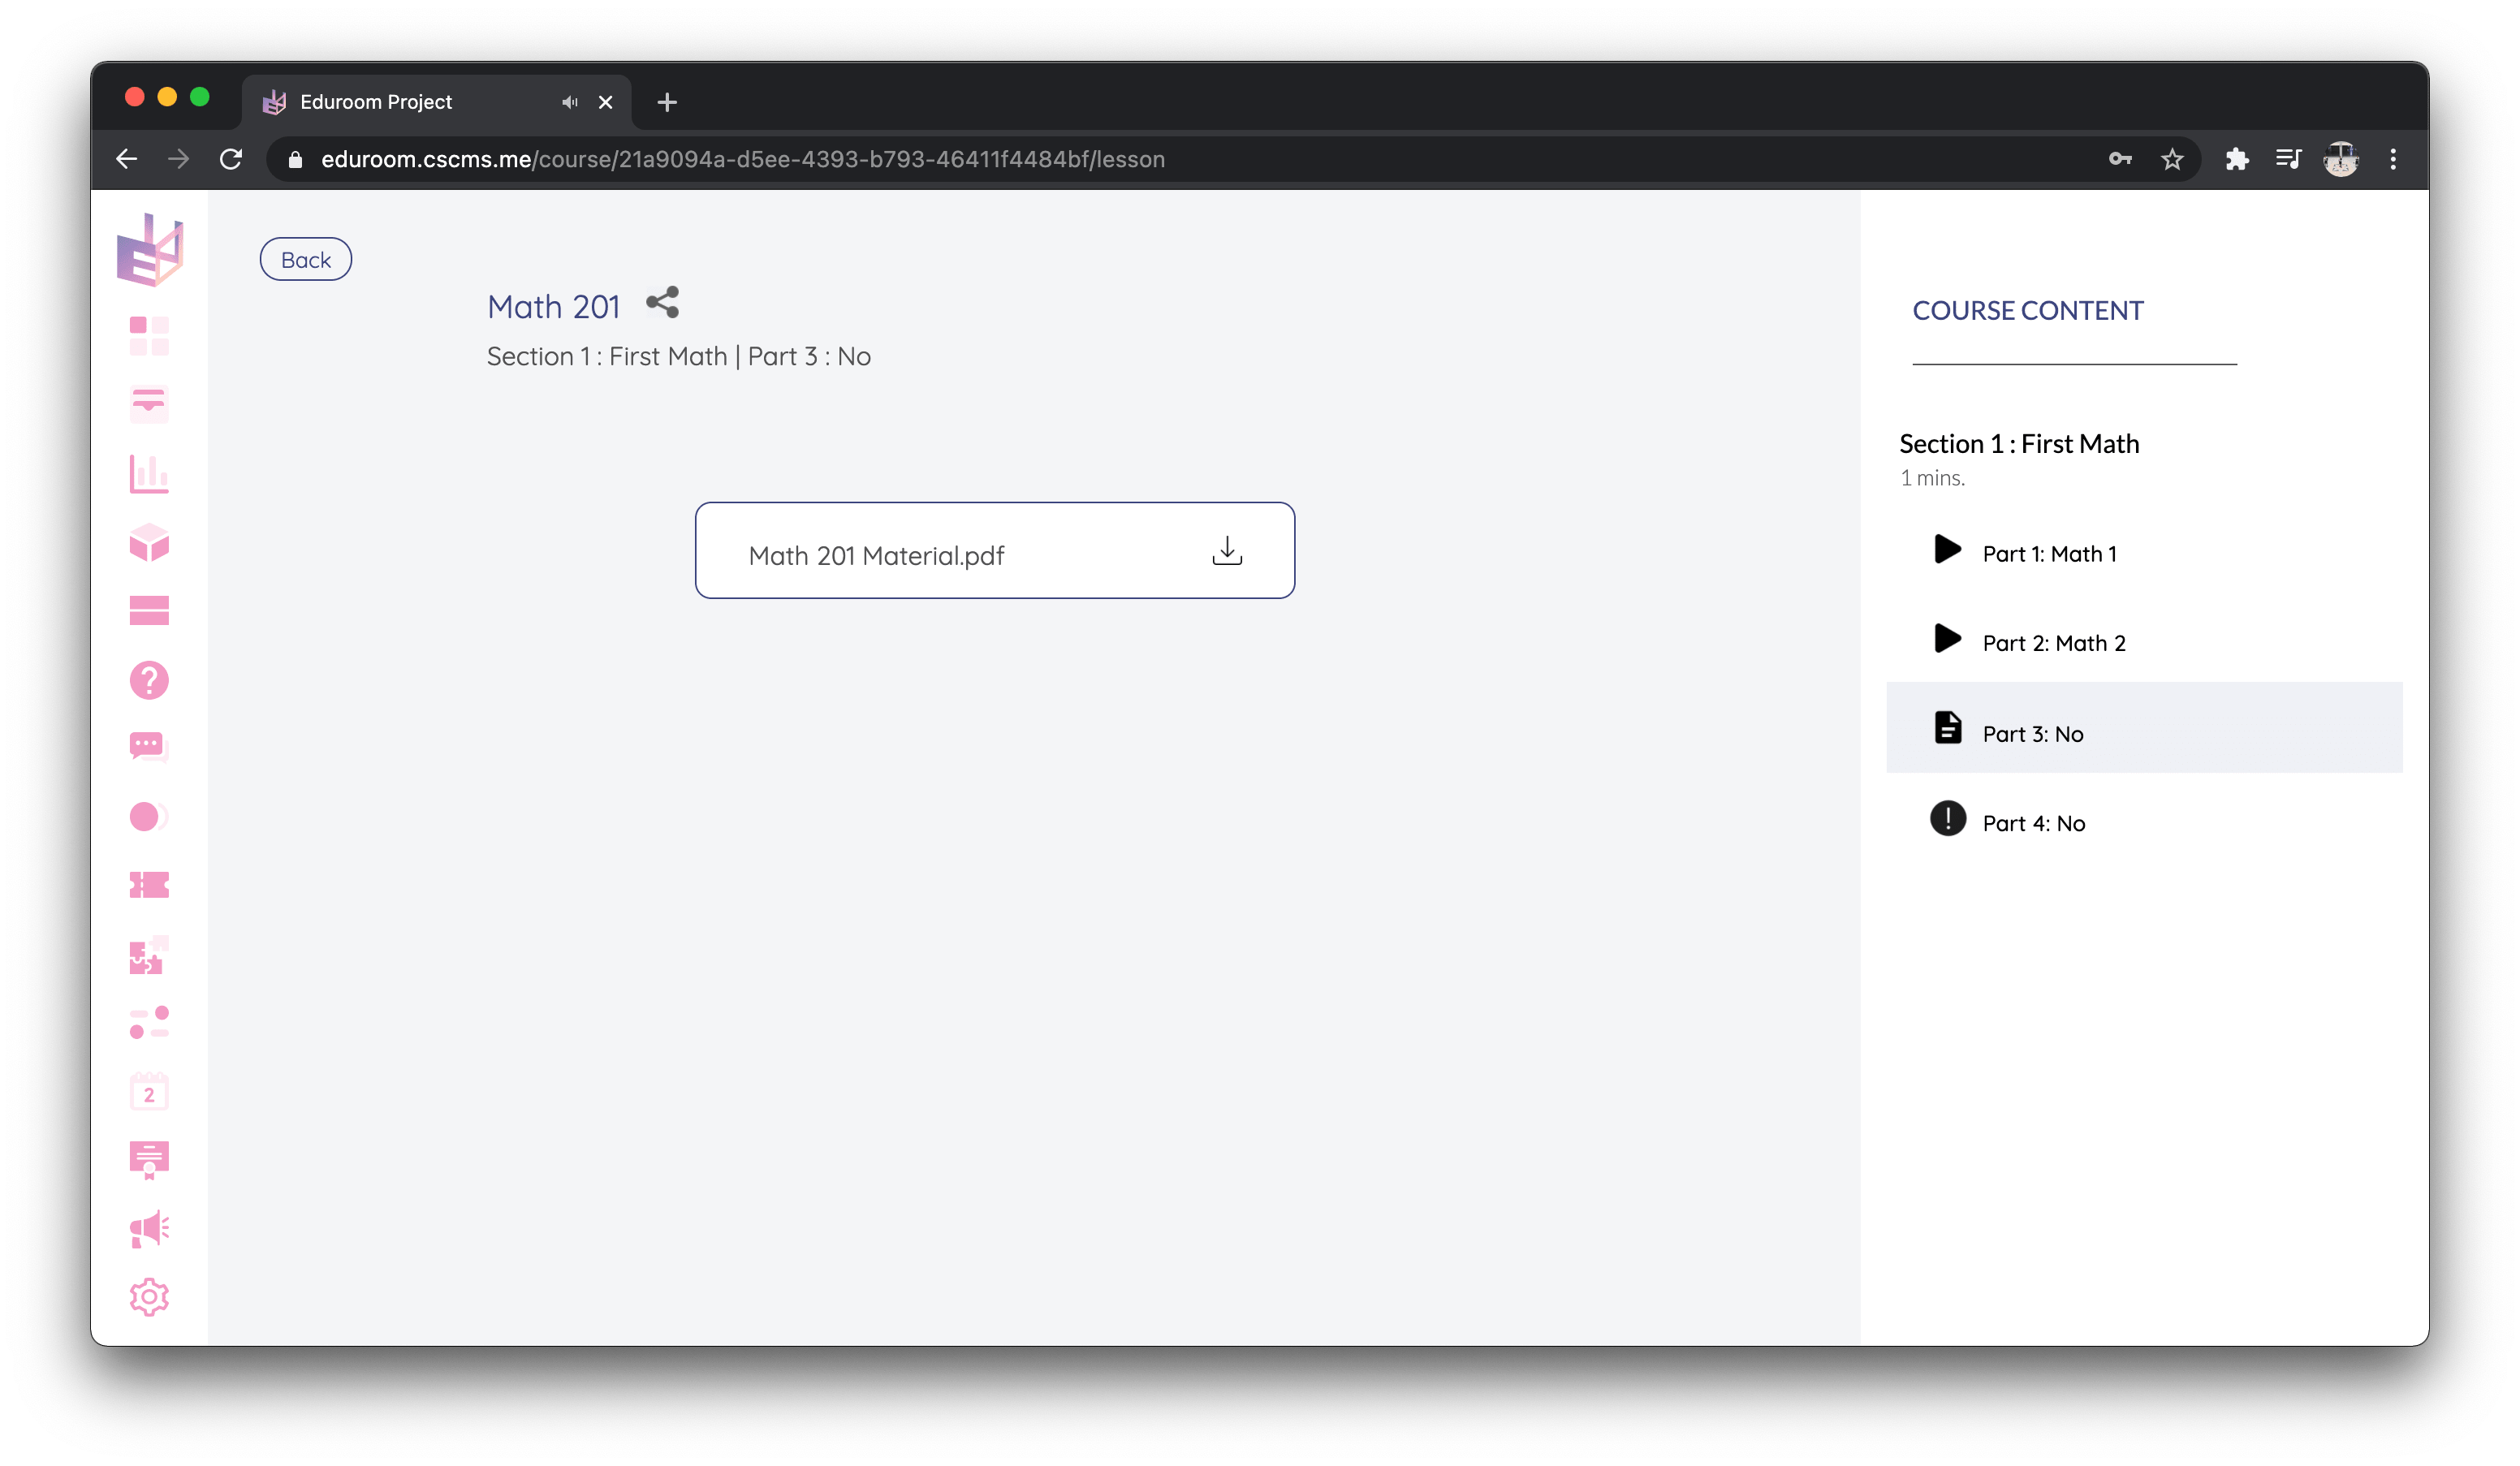 Eduroom Project
eduroom.cscms.me/course/21a9094a-d5ee-4393-b793-46411f4484bf/lesson
Back
Math 201
Section 1 : First Math | Part 3 : No
Math 201 Material.pdf
COURSE CONTENT
Section 1 : First Math
1 mins.
Part 1: Math 1
Part 2: Math 2
Part 3: No
Part 4: No
2